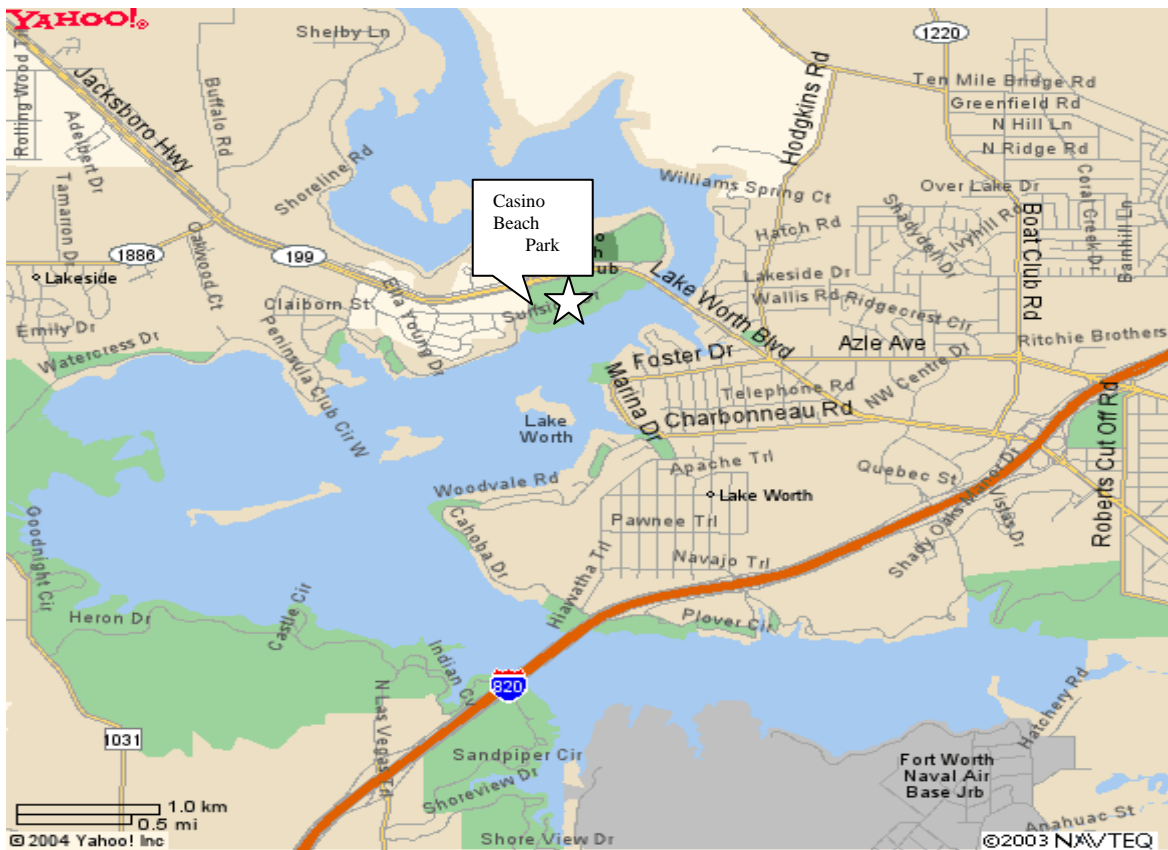 YAHOO!®
Shelby Ln
1220
Jacksboro Hwy
Buffalo Rd
Adelbert Dr
Hodgkins Rd
Ten Mile Bridge Rd
Greenfield Rd
N Hill Ln
N Ridge Rd
Over Lake Dr
Coral Creek Dr
Barnhill Ln
Shoreline Rd
Williams Spring Ct
Shadydell Dr
Ivyhill Rd
Boat Club Rd
Tamarron Dr
Casino
Beach
Park
Hatch Rd
1886
Oakwood Ct
199
Lakeside
Lake Worth Blvd
Lakeside Dr
Wallis Rd
Ridgecrest Cir
Claiborn St
Ella Young Dr
Emily Dr
Watercress Dr
Peninsula Club Cir W
Foster Dr
Azle Ave
Ritchie Brothers
NW Centre Dr
Marina Dr
Telephone Rd
Charbonneau Rd
Lake
Worth
Roberts Cut Off Rd
Apache Trl
Quebec St
Woodvale Rd
Lake Worth
Shady Oaks Manor Dr
Vistas Dr
Pawnee Trl
Cahoba Dr
Navajo Trl
Goodnight Cir
Hiawatha Trl
Castle Cir
Heron Dr
Plover Cir
Indian Cv
820
N Las Vegas Trl
Hatchery Rd
1031
Sandpiper Cir
Fort Worth
Naval Air
Base Jrb
Shoreview Dr
1.0 km
0.5 mi
Anahuac St
Shore View Dr
© 2004 Yahoo! Inc
©2003 NAVTEQ